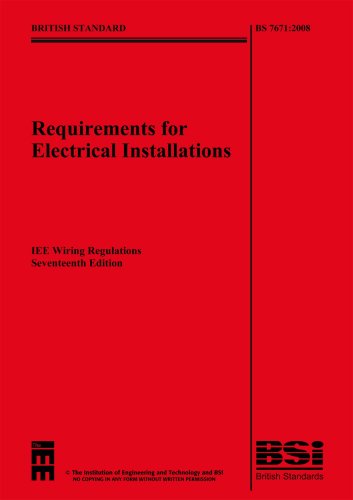 BRITISH STANDARD
BS 7671:2008
Requirements for
Electrical Installations
IEE Wiring Regulations
Seventeenth Edition
The
IEE
© The Institution of Engineering and Technology and BSI
NO COPYING IN ANY FORM WITHOUT WRITTEN PERMISSION
BSi
British Standards